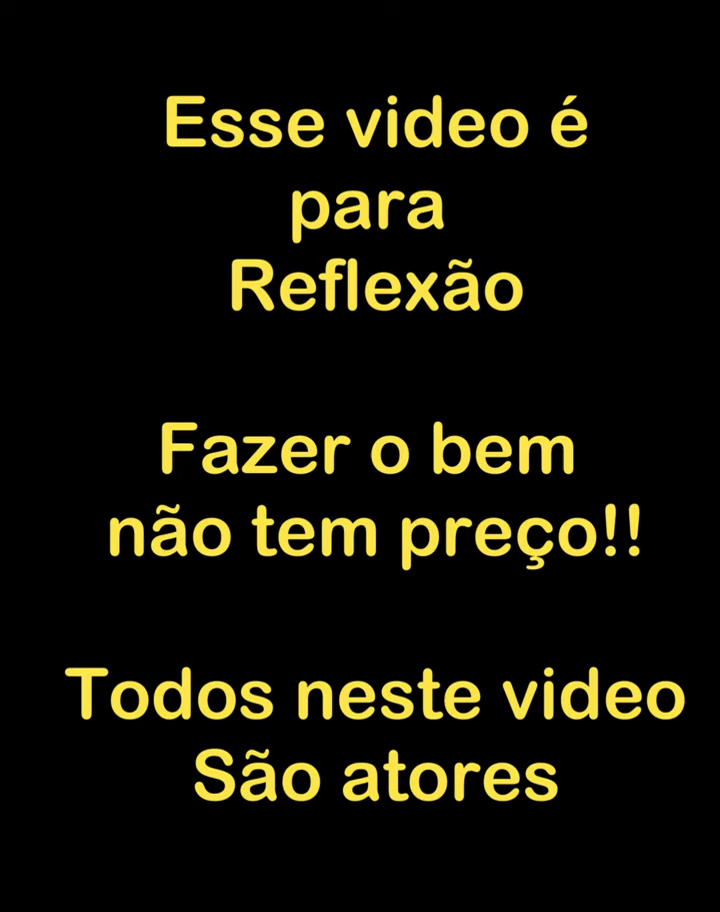 Esse video é
para
Reflexão
Fazer o bem
não tem preço!!
Todos neste video
São atores